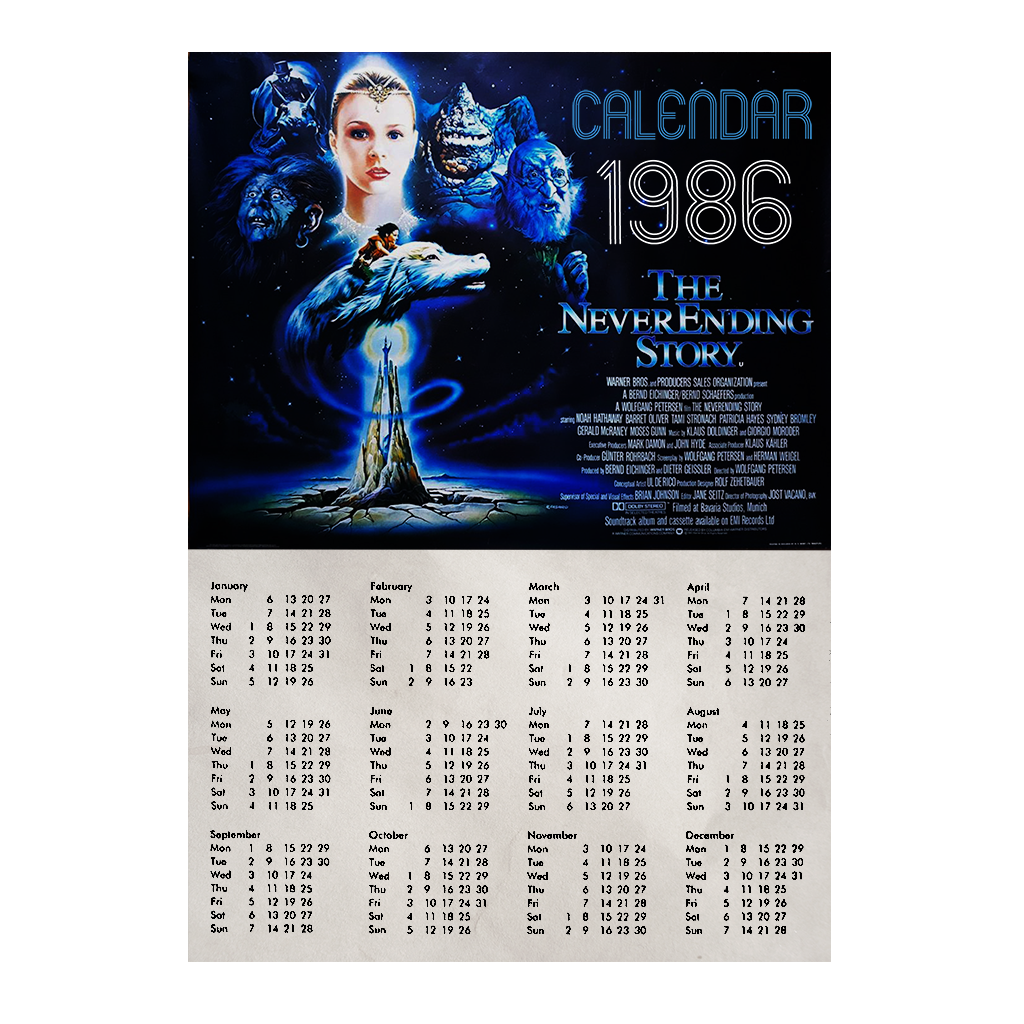 CALENDAR
1986
THE
NEVERENDING
STORY
U
WARNER BROS. and PRODUCERS SALES ORGANIZATION present
A BERND EICHINGER/BERND SCHAEFERS production
A WOLFGANG PETERSEN film THE NEVERENDING STORY
starring NOAH HATHAWAY BARRET OLIVER TAMI STRONACH PATRICIA HAYES SYDNEY BROMLEY
GERALD McRANEY MOSES GUNN Music by KLAUS DOLDINGER and GIORGIO MORODER
Executive Producers MARK DAMON and JOHN HYDE Associate Producer KLAUS KÄHLER
Co-Producer GÜNTER ROHRBACH Screenplay by WOLFGANG PETERSEN and HERMAN WEIGEL
Produced by BERND EICHINGER and DIETER GEISSLER Directed by WOLFGANG PETERSEN
Conceptual Artist UL DE RICO Production Designer ROLF ZEHETBAUER
Supervisor of Special and Visual Effects BRIAN JOHNSON Editor JANE SEITZ Director of Photography JOST VACANO, BVK
DOLBY STEREO Filmed at Bavaria Studios, Munich
Soundtrack album and cassette available on EMI Records Ltd
January
Mon 6 13 20 27
Tue 7 14 21 28
Wed 1 8 15 22 29
Thu 2 9 16 23 30
Fri 3 10 17 24 31
Sat 4 11 18 25
Sun 5 12 19 26
February
Mon 3 10 17 24
Tue 4 11 18 25
Wed 5 12 19 26
Thu 6 13 20 27
Fri 7 14 21 28
Sat 1 8 15 22
Sun 2 9 16 23
March
Mon 3 10 17 24 31
Tue 4 11 18 25
Wed 5 12 19 26
Thu 6 13 20 27
Fri 7 14 21 28
Sat 1 8 15 22 29
Sun 2 9 16 23 30
April
Mon 7 14 21 28
Tue 1 8 15 22 29
Wed 2 9 16 23 30
Thu 3 10 17 24
Fri 4 11 18 25
Sat 5 12 19 26
Sun 6 13 20 27
May
Mon 5 12 19 26
Tue 6 13 20 27
Wed 7 14 21 28
Thu 1 8 15 22 29
Fri 2 9 16 23 30
Sat 3 10 17 24 31
Sun 4 11 18 25
June
Mon 2 9 16 23 30
Tue 3 10 17 24
Wed 4 11 18 25
Thu 5 12 19 26
Fri 6 13 20 27
Sat 7 14 21 28
Sun 1 8 15 22 29
July
Mon 7 14 21 28
Tue 1 8 15 22 29
Wed 2 9 16 23 30
Thu 3 10 17 24 31
Fri 4 11 18 25
Sat 5 12 19 26
Sun 6 13 20 27
August
Mon 4 11 18 25
Tue 5 12 19 26
Wed 6 13 20 27
Thu 7 14 21 28
Fri 1 8 15 22 29
Sat 2 9 16 23 30
Sun 3 10 17 24 31
September
Mon 1 8 15 22 29
Tue 2 9 16 23 30
Wed 3 10 17 24
Thu 4 11 18 25
Fri 5 12 19 26
Sat 6 13 20 27
Sun 7 14 21 28
October
Mon 6 13 20 27
Tue 7 14 21 28
Wed 1 8 15 22 29
Thu 2 9 16 23 30
Fri 3 10 17 24 31
Sat 4 11 18 25
Sun 5 12 19 26
November
Mon 3 10 17 24
Tue 4 11 18 25
Wed 5 12 19 26
Thu 6 13 20 27
Fri 7 14 21 28
Sat 1 8 15 22 29
Sun 2 9 16 23 30
December
Mon 1 8 15 22 29
Tue 2 9 16 23 30
Wed 3 10 17 24 31
Thu 4 11 18 25
Fri 5 12 19 26
Sat 6 13 20 27
Sun 7 14 21 28